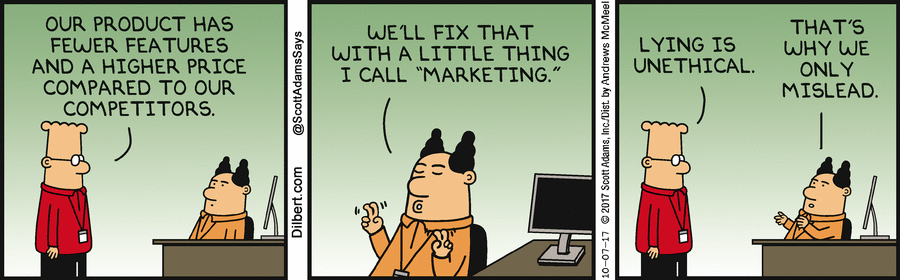 OUR PRODUCT HAS
FEWER FEATURES
AND A HIGHER PRICE
COMPARED TO OUR
COMPETITORS.
Dilbert.com @ScottAdamsSays
WE'LL FIX THAT
WITH A LITTLE THING
I CALL "MARKETING."
10-07-17 © 2017 Scott Adams, Inc./Dist. by Andrews McMeel
LYING IS
UNETHICAL.
THAT'S
WHY WE
ONLY
MISLEAD.